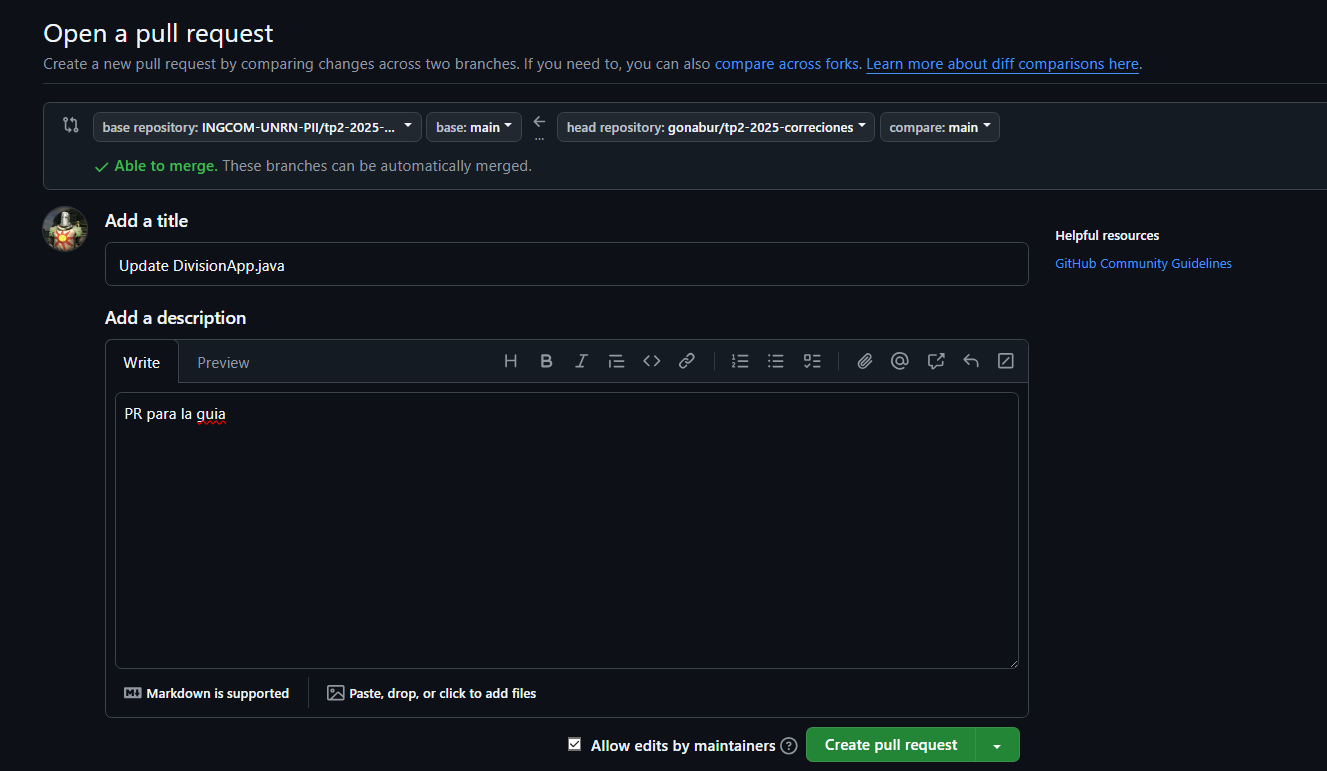 Open a pull request
Create a new pull request by comparing changes across two branches. If you need to, you can also compare across forks. Learn more about diff comparisons here.
base repository: INGCOM-UNRN-PII/tp2-2025-... base: main ... head repository: gonabur/tp2-2025-correciones compare: main
Able to merge. These branches can be automatically merged.
Add a title
Helpful resources
Update DivisionApp.java
GitHub Community Guidelines
Add a description
Write Preview
PR para la guia
Markdown is supported Paste, drop, or click to add files
Allow edits by maintainers Create pull request